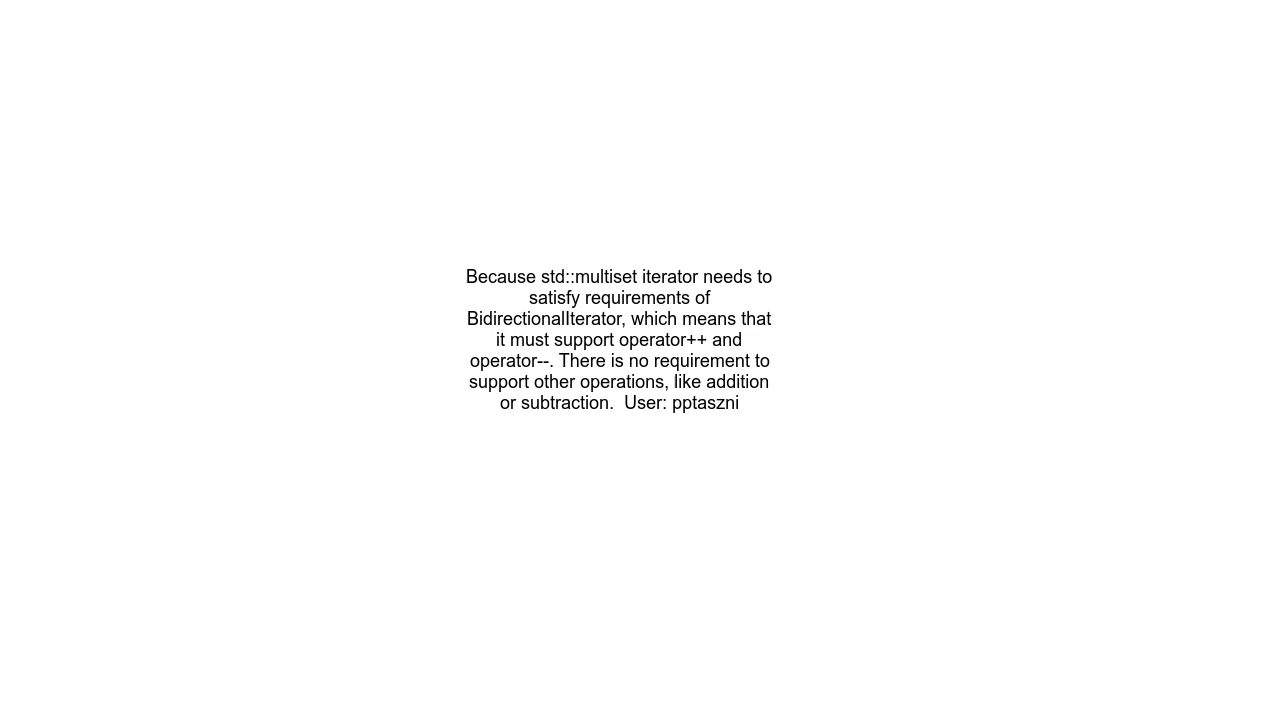 Because std::multiset iterator needs to
satisfy requirements of
BidirectionalIterator, which means that
it must support operator++ and
operator--. There is no requirement to
support other operations, like addition
or subtraction.  User: pptaszni